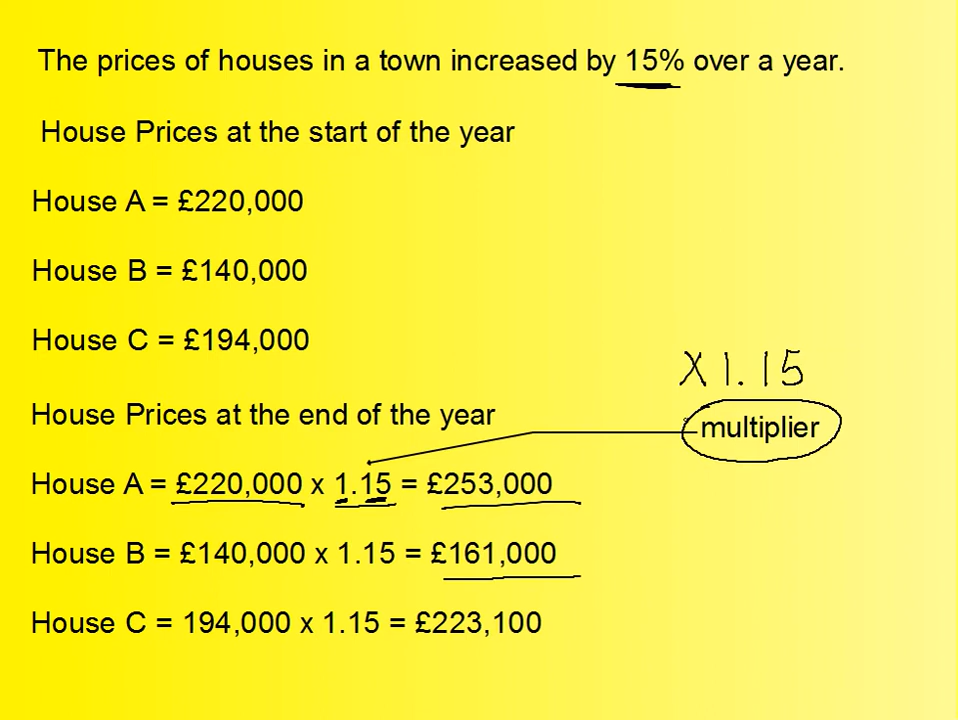 The prices of houses in a town increased by 15% over a year.
House Prices at the start of the year
House A = £220,000
House B = £140,000
House C = £194,000
X 1.15
House Prices at the end of the year
multiplier
House A = £220,000 x 1.15 = £253,000
House B = £140,000 x 1.15 = £161,000
House C = 194,000 x 1.15 = £223,100